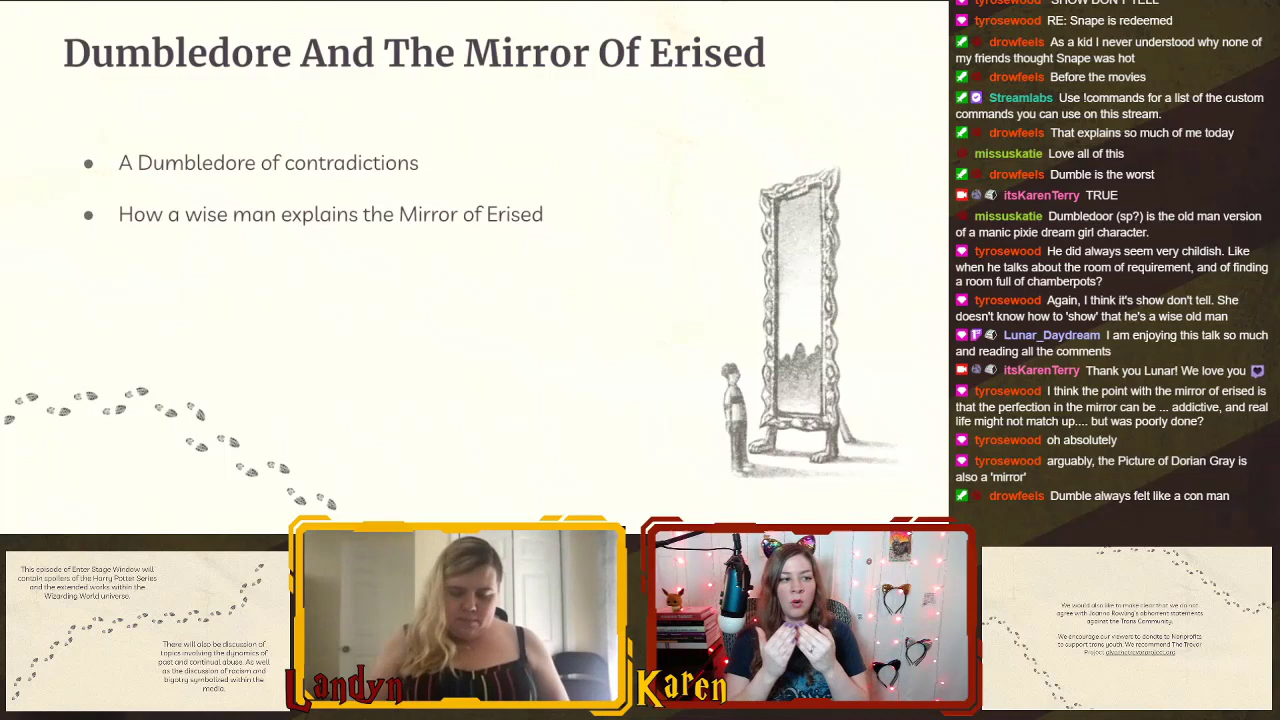 Dumbledore And The Mirror Of Erised
● A Dumbledore of contradictions
● How a wise man explains the Mirror of Erised
tyrosewood SHOW DON'T TELL
tyrosewood RE: Snape is redeemed
drowfeels As a kid I never understood why none of
my friends thought Snape was hot
drowfeels Before the movies
Streamlabs Use !commands for a list of the custom
commands you can use on this stream.
drowfeels That explains so much of me today
missuskatie Love all of this
drowfeels Dumble is the worst
itsKarenTerry TRUE
missuskatie Dumbledoor (sp?) is the old man version
of a manic pixie dream girl character.
tyrosewood He did always seem very childish. Like
when he talks about the room of requirement, and of finding
a room full of chamberpots?
tyrosewood Again, I think it's show don't tell. She
doesn't know how to 'show' that he's a wise old man
Lunar_Daydream I am enjoying this talk so much
and reading all the comments
itsKarenTerry Thank you Lunar! We love you
tyrosewood I think the point with the mirror of erised is
that the perfection in the mirror can be ... addictive, and real
life might not match up.... but was poorly done?
tyrosewood oh absolutely
tyrosewood arguably, the Picture of Dorian Gray is
also a 'mirror'
drowfeels Dumble always felt like a con man
This episode of Enter Stage Window will
contain spoilers of the Harry Potter Series
and the extended works within the
Wizarding World universe.
There will also be discussion of
topics involving the dynamics of
past and continual abuse. As well
as the discussion of racism and
bigotry symbolized within the
media.
Landyn
Karen
We would also like to make clear that we do not
agree with Joanne Rowling's abhorrent statements
against the Trans Community.
We encourage our viewers to donate to Nonprofits
to support trans youth. We recommend The Trevor
Project